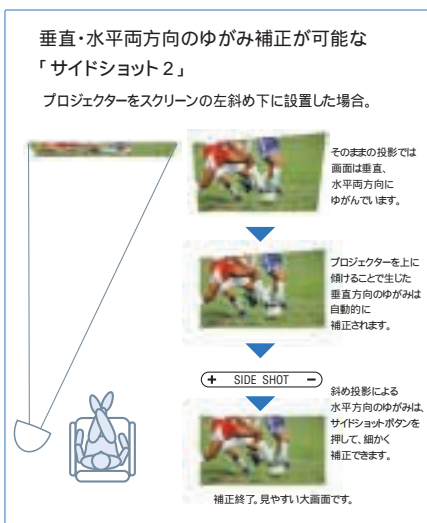 垂直・水平両方向のゆがみ補正が可能な
「サイドショット2」
プロジェクターをスクリーンの左斜め下に設置した場合。
そのままの投影では
画面は垂直、
水平両方向に
ゆがんでいます。
プロジェクターを上に
傾けることで生じた
垂直方向のゆがみは
自動的に
補正されます。
+ SIDE SHOT −
斜め投影による
水平方向のゆがみは、
サイドショットボタンを
押して、細かく
補正できます。
補正終了。見やすい大画面です。